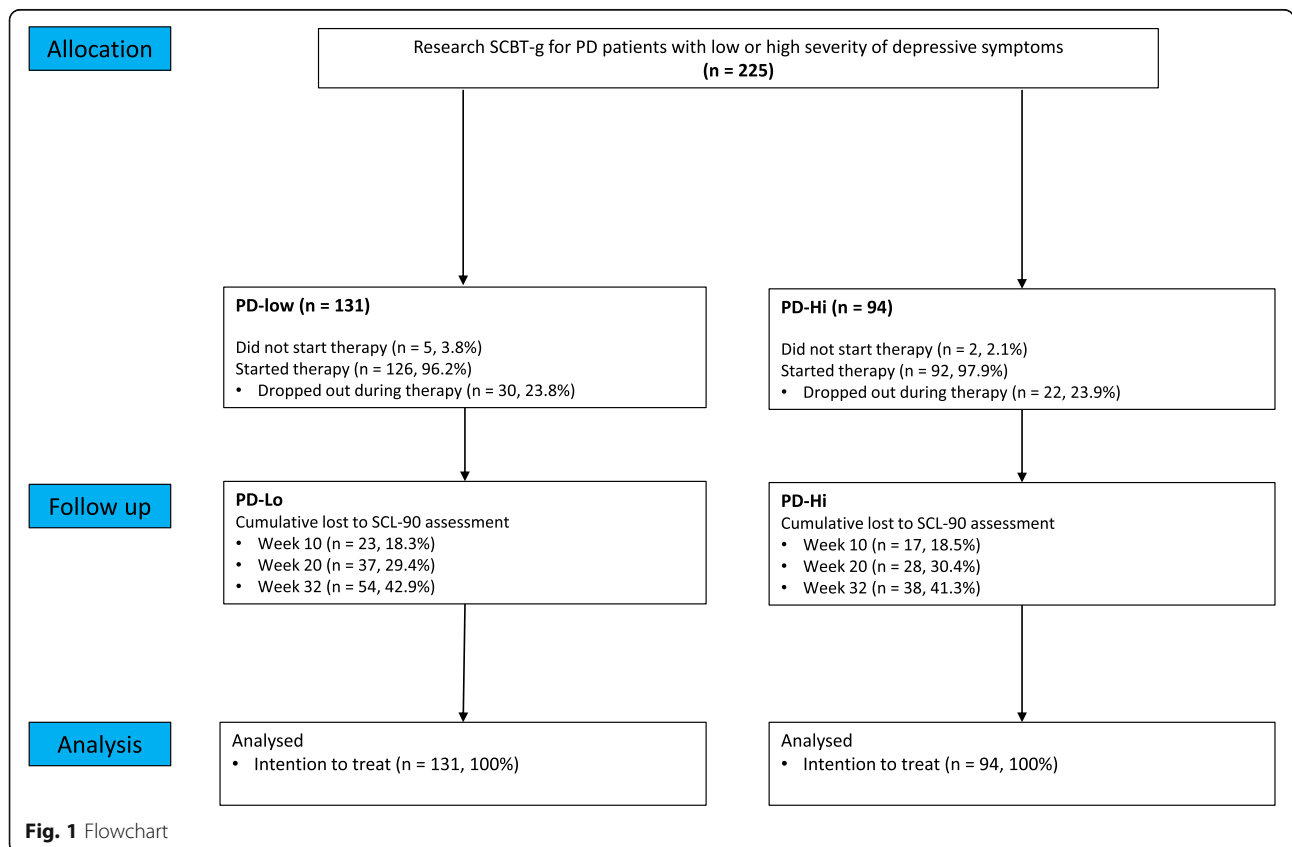 Allocation
Research SCBT-g for PD patients with low or high severity of depressive symptoms
(n = 225)
PD-low (n = 131)
Did not start therapy (n = 5, 3.8%)
Started therapy (n = 126, 96.2%)
• Dropped out during therapy (n = 30, 23.8%)
PD-Hi (n = 94)
Did not start therapy (n = 2, 2.1%)
Started therapy (n = 92, 97.9%)
• Dropped out during therapy (n = 22, 23.9%)
Follow up
PD-Lo
Cumulative lost to SCL-90 assessment
• Week 10 (n = 23, 18.3%)
• Week 20 (n = 37, 29.4%)
• Week 32 (n = 54, 42.9%)
PD-Hi
Cumulative lost to SCL-90 assessment
• Week 10 (n = 17, 18.5%)
• Week 20 (n = 28, 30.4%)
• Week 32 (n = 38, 41.3%)
Analysis
Analysed
• Intention to treat (n = 131, 100%)
Analysed
• Intention to treat (n = 94, 100%)
Fig. 1 Flowchart